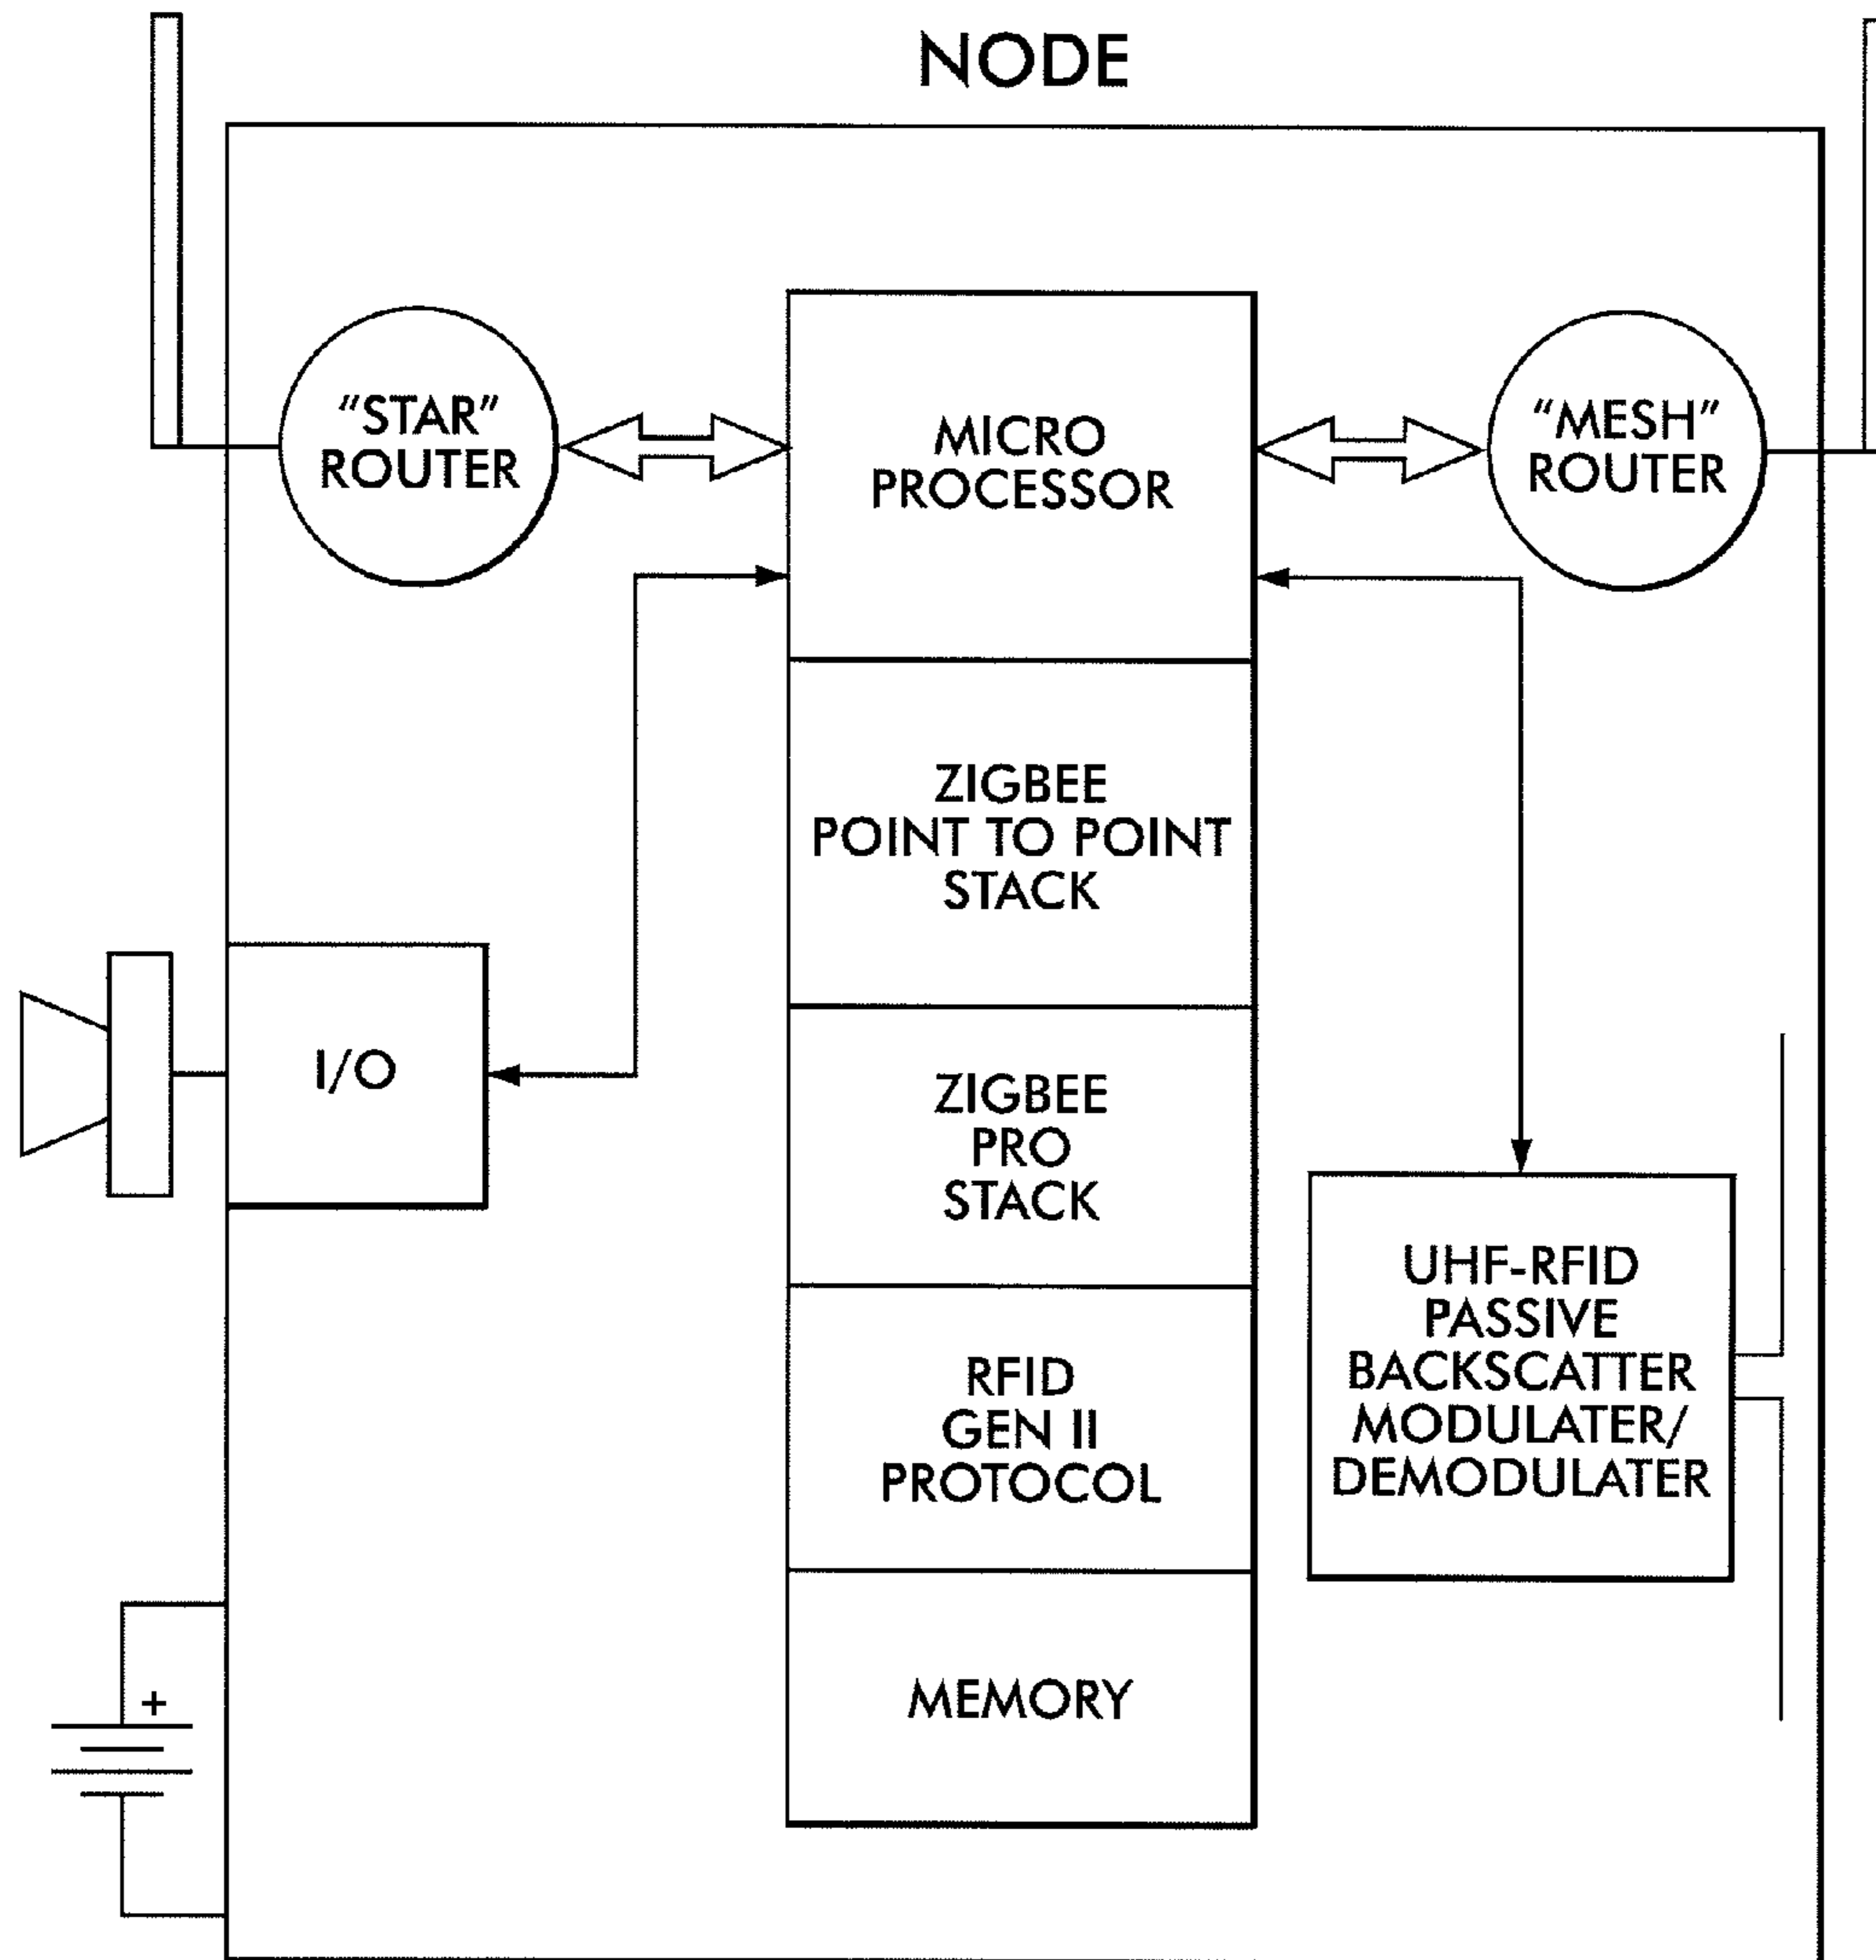 NODE
“STAR”
ROUTER
MICRO
PROCESSOR
“MESH”
ROUTER
ZIGBEE
POINT TO POINT
STACK
I/O
ZIGBEE
PRO
STACK
UHF-RFID
PASSIVE
BACKSCATTER
MODULATER/
DEMODULATER
RFID
GEN II
PROTOCOL
MEMORY
+